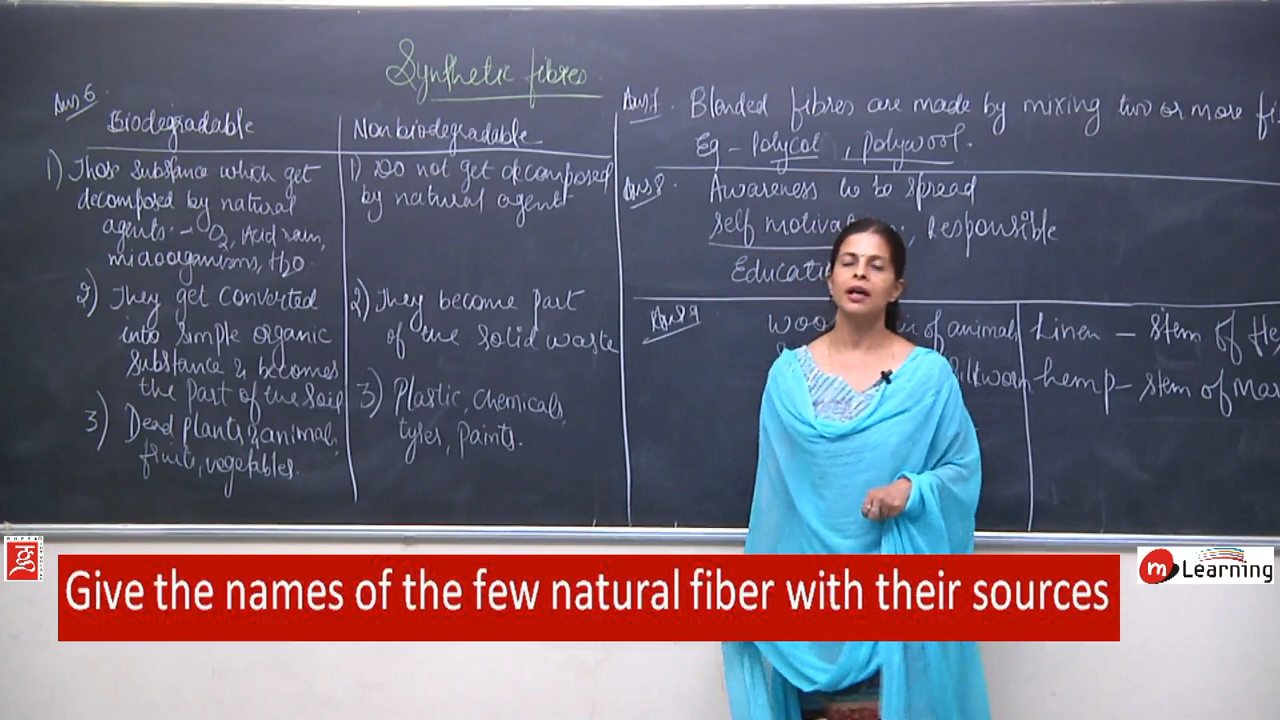 Synthetic fibres
Ans 6
Biodegradable
Nonbiodegradable
1) Those Substance which get
decomposed by natural
agents - O2, Acid rain,
microorganisms, H2O
2) They get converted
into simple organic
Substance & becomes
the part of the soil
3) Dead plants & animals,
fruits, vegetables.
1) Do not get decomposed
by natural agent
2) They become part
of the solid waste
3) Plastic, chemicals,
tyres, paints.
Ans 7. Blended fibres are made by mixing two or more
Eg - Polycot, polywool.
Ans 8. Awareness to be spread
self, Responsible
Ans 9
of animals
Silkworm
Linen - Stem of
hemp - stem of
Give the names of the few natural fiber with their sources
m Learning